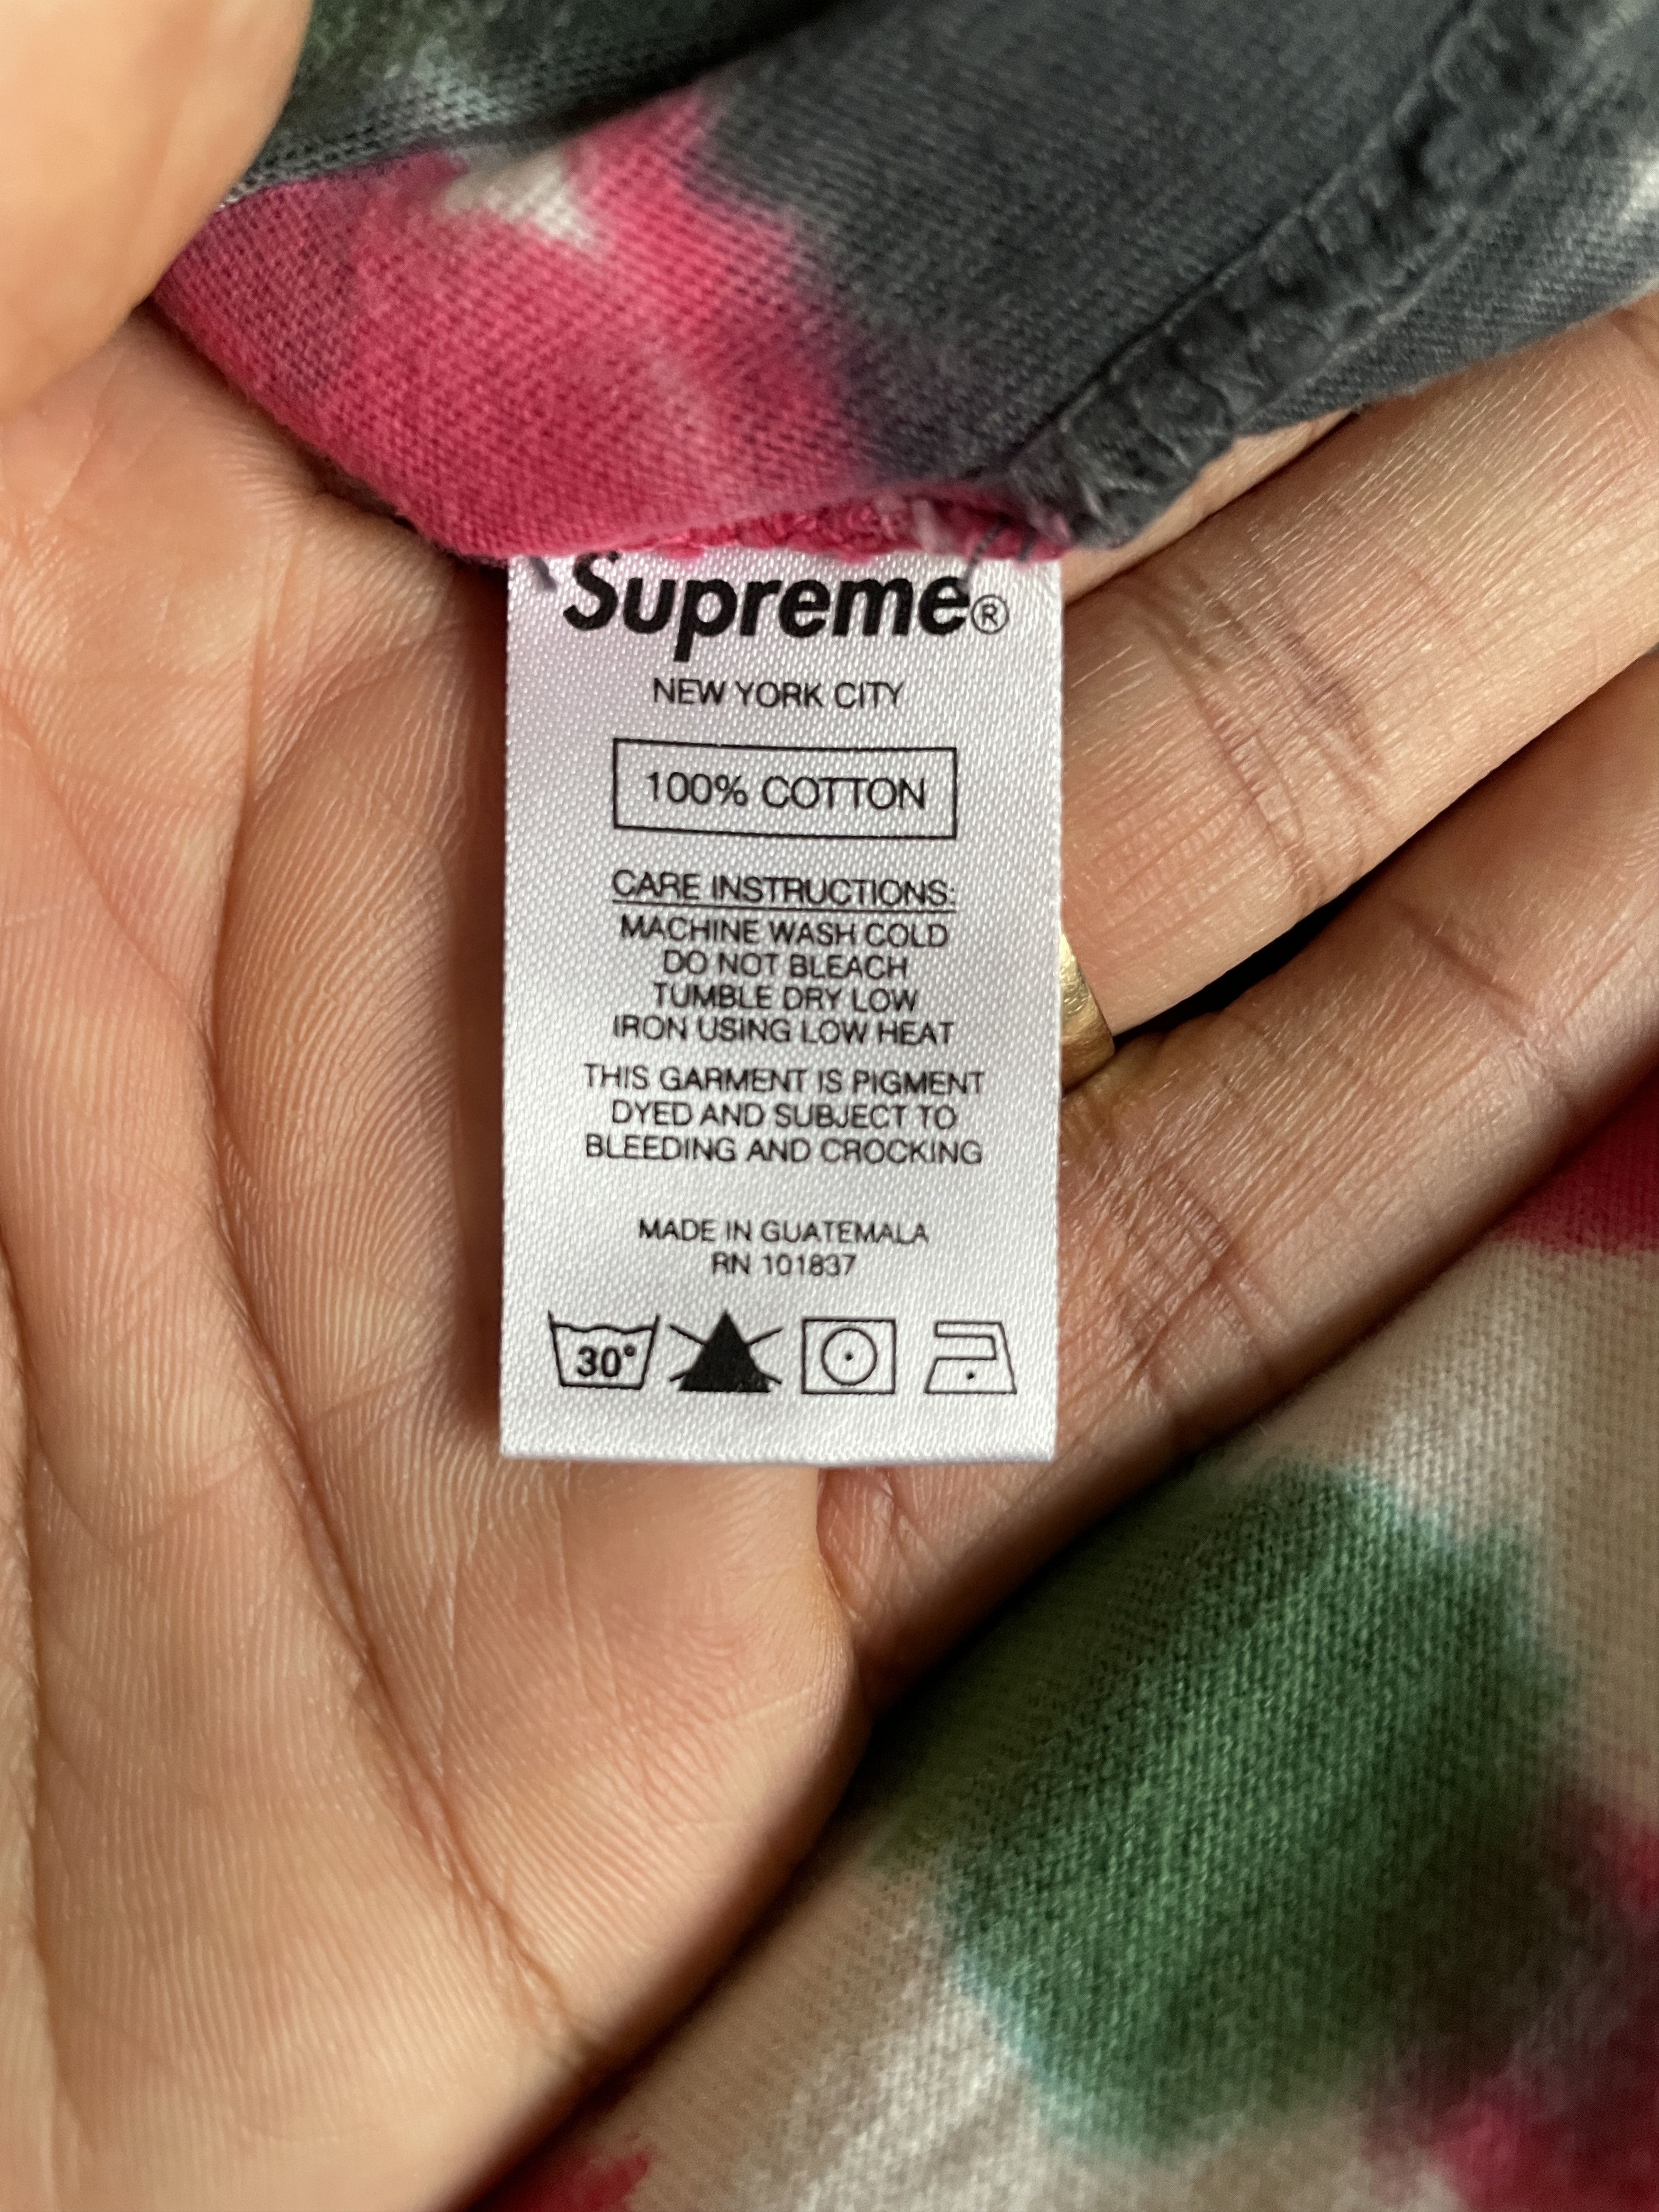 Supreme®
NEW YORK CITY
100% COTTON
CARE INSTRUCTIONS:
MACHINE WASH COLD
DO NOT BLEACH
TUMBLE DRY LOW
IRON USING LOW HEAT
THIS GARMENT IS PIGMENT
DYED AND SUBJECT TO
BLEEDING AND CROCKING
MADE IN GUATEMALA
RN 101837
30°